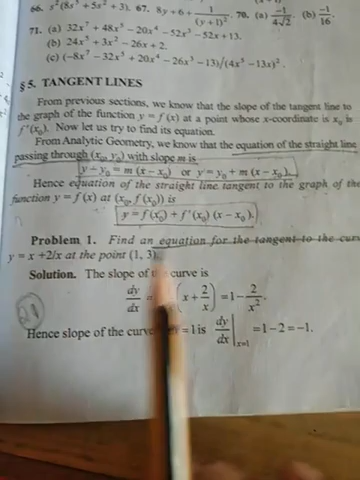 66. x²(8x³ + 5x² + 3). 67. 8y + 6 + 1/(y+1)². 70. (a) -1/4√2. (b) -1/16.
71. (a) 32x⁷ + 48x⁵ – 20x⁴ – 52x³ – 52x + 13.
(b) 24x⁵ + 3x² – 26x + 2.
(c) (–8x⁷ – 32x⁵ + 20x⁴ – 26x³ – 13)/(4x⁵ – 13x)².
§ 5. TANGENT LINES
From previous sections, we know that the slope of the tangent line to
the graph of the function y = f (x) at a point whose x-coordinate is x₀ is
f ′(x₀). Now let us try to find its equation.
From Analytic Geometry, we know that the equation of the straight line
passing through (x₀, y₀) with slope m is
y – y₀ = m (x – x₀) or y = y₀ + m (x – x₀).
Hence equation of the straight line tangent to the graph of the
function y = f (x) at (x₀, f (x₀)) is
y = f (x₀) + f ′(x₀) (x – x₀).
Problem 1. Find an equation for the tangent to the
y = x + 2/x at the point (1, 3).
Solution. The slope of the curve is
dy/dx = (x + 2/x) = 1 – 2/x².
Hence slope of the curve = 1 is dy/dx|x=1 = 1 – 2 = –1.